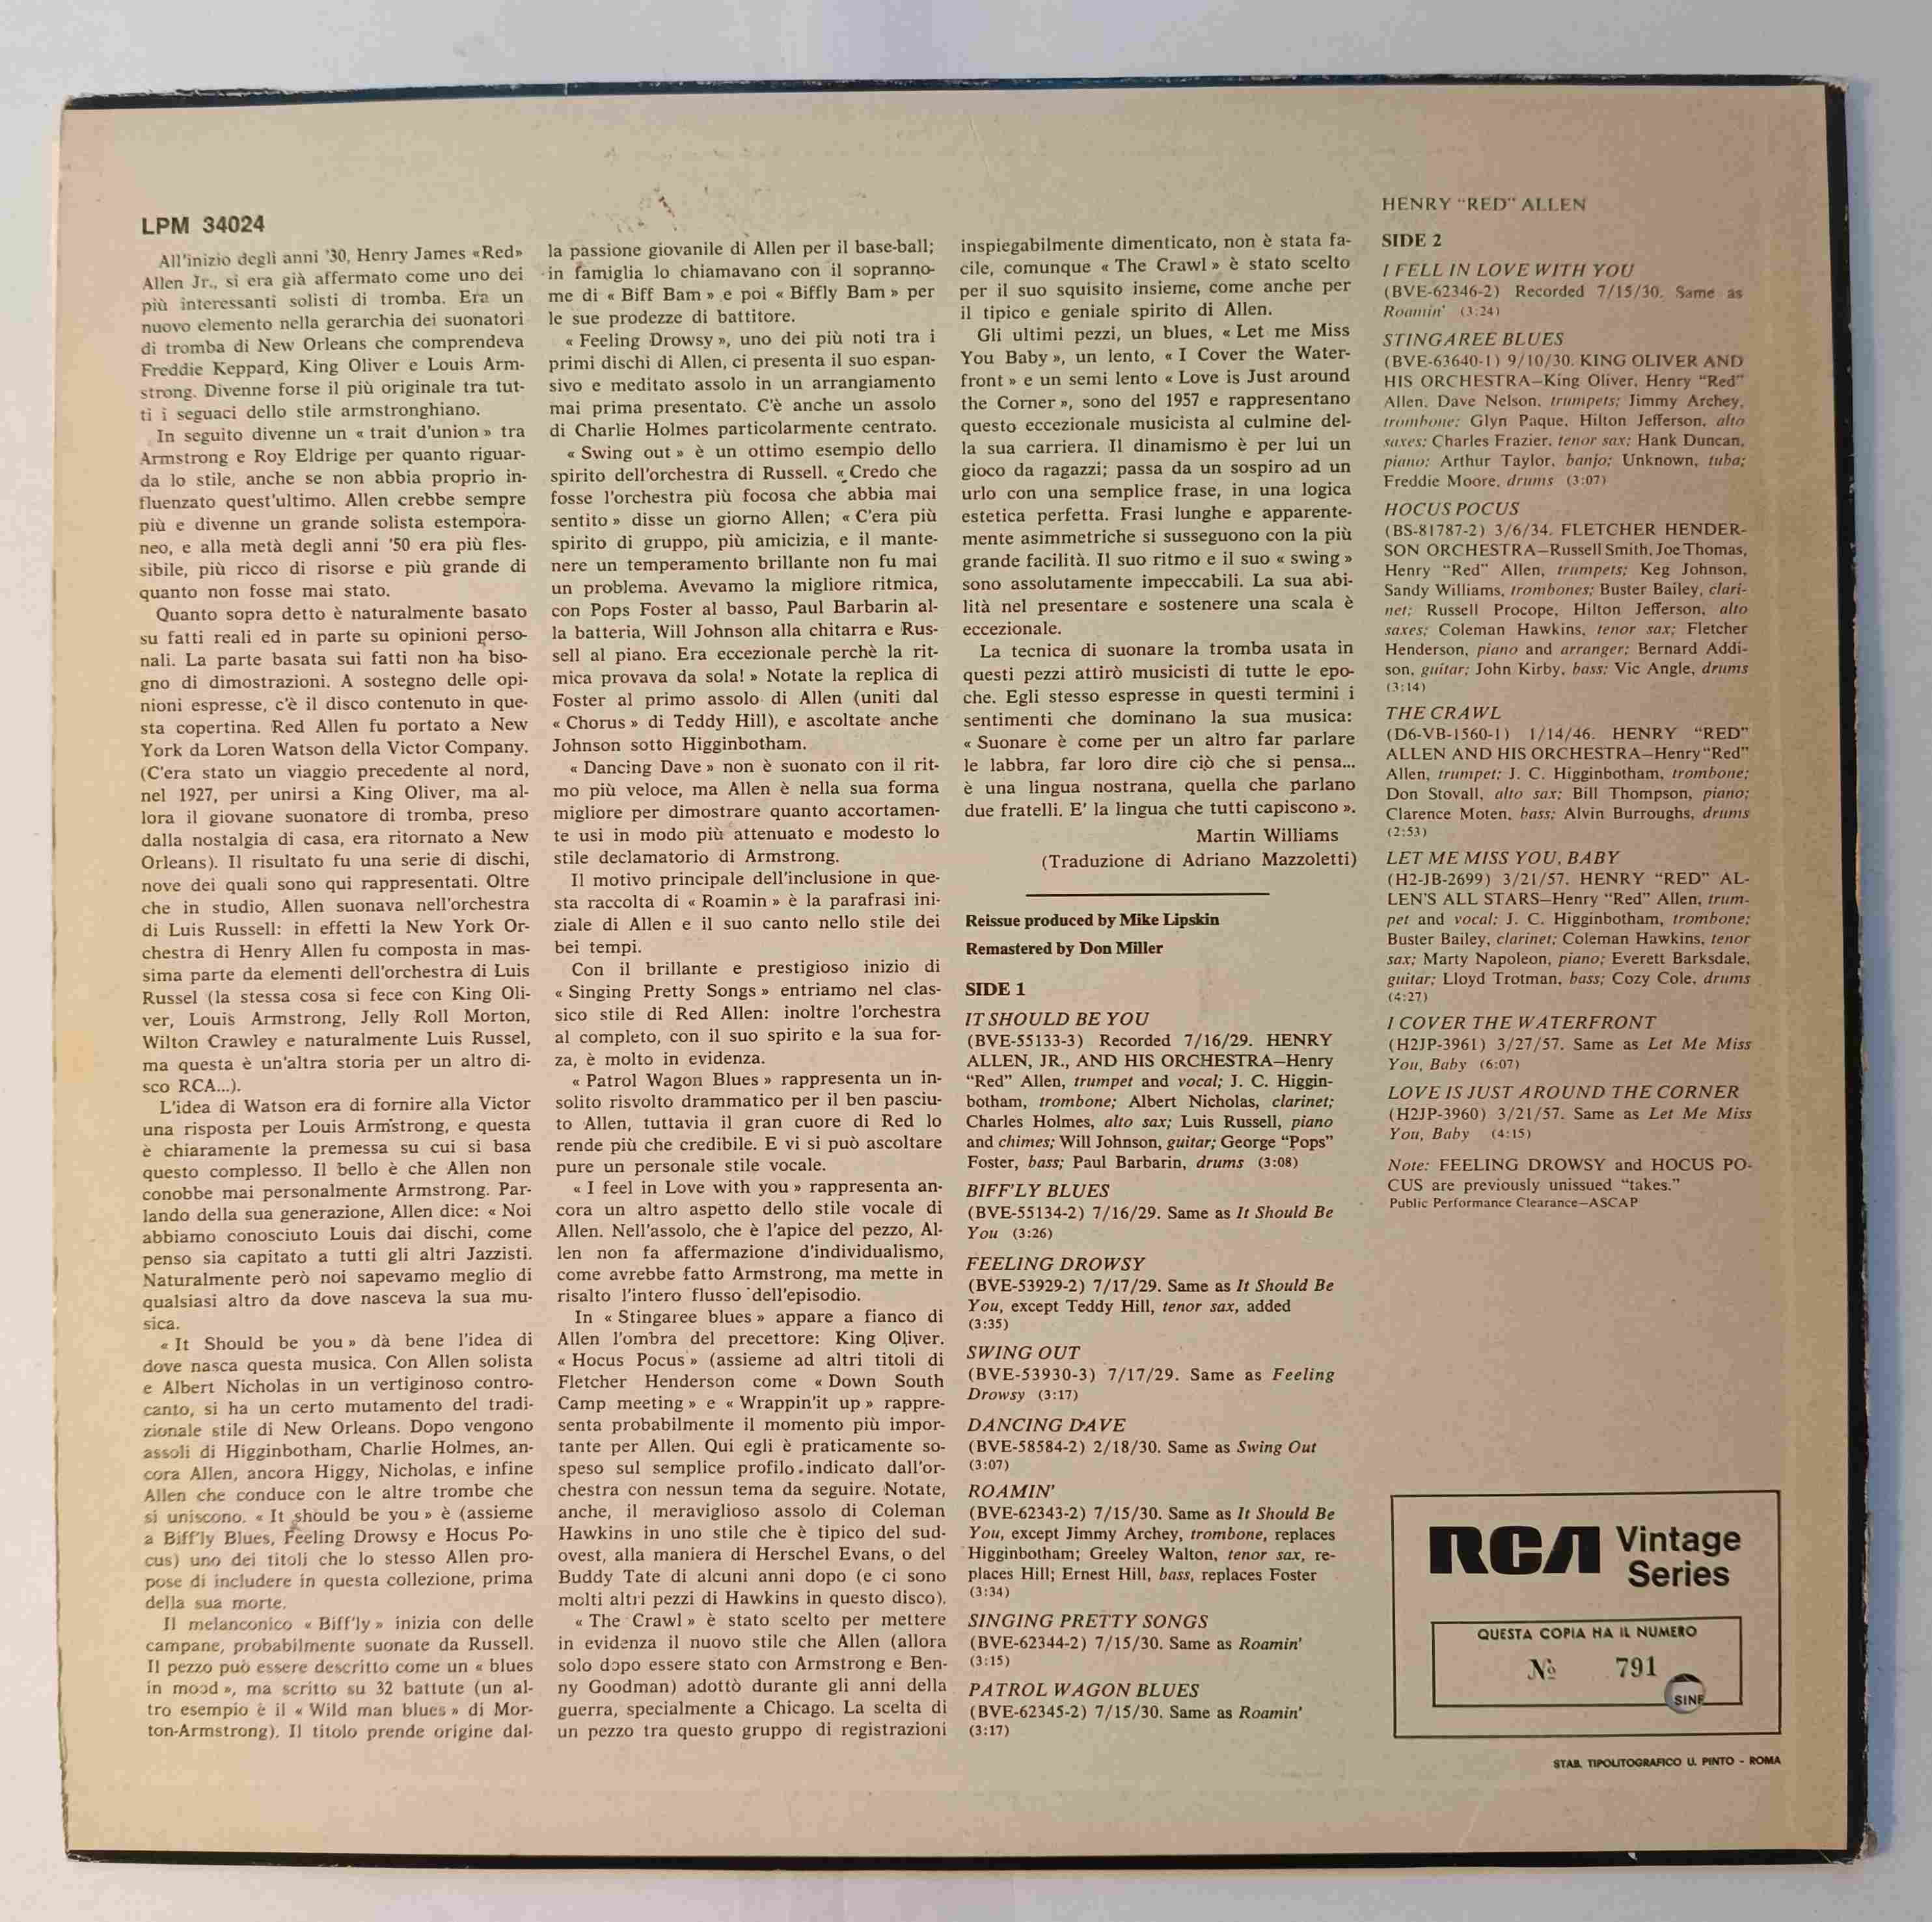 LPM 34024
All'inizio degli anni '30, Henry James «Red»
Allen Jr., si era già affermato come uno dei
più interessanti solisti di tromba. Era un
nuovo elemento nella gerarchia dei suonatori
di tromba di New Orleans che comprendeva
Freddie Keppard, King Oliver e Louis Arm-
strong. Divenne forse il più originale tra tut-
ti i seguaci dello stile armstronghiano.
In seguito divenne un « trait d'union » tra
Armstrong e Roy Eldrige per quanto riguar-
da lo stile, anche se non abbia proprio in-
fluenzato quest'ultimo. Allen crebbe sempre
più e divenne un grande solista estempora-
neo, e alla metà degli anni '50 era più fles-
sibile, più ricco di risorse e più grande di
quanto non fosse mai stato.
Quanto sopra detto è naturalmente basato
su fatti reali ed in parte su opinioni perso-
nali. La parte basata sui fatti non ha biso-
gno di dimostrazioni. A sostegno delle opi-
nioni espresse, c'è il disco contenuto in que-
sta copertina. Red Allen fu portato a New
York da Loren Watson della Victor Company.
(C'era stato un viaggio precedente al nord,
nel 1927, per unirsi a King Oliver, ma al-
lora il giovane suonatore di tromba, preso
dalla nostalgia di casa, era ritornato a New
Orleans). Il risultato fu una serie di dischi,
nove dei quali sono qui rappresentati. Oltre
che in studio, Allen suonava nell'orchestra
di Luis Russell: in effetti la New York Or-
chestra di Henry Allen fu composta in mas-
sima parte da elementi dell'orchestra di Luis
Russel (la stessa cosa si fece con King Oli-
ver, Louis Armstrong, Jelly Roll Morton,
Wilton Crawley e naturalmente Luis Russel,
ma questa è un'altra storia per un altro di-
sco RCA...).
L'idea di Watson era di fornire alla Victor
una risposta per Louis Armstrong, e questa
è chiaramente la premessa su cui si basa
questo complesso. Il bello è che Allen non
conobbe mai personalmente Armstrong. Par-
lando della sua generazione, Allen dice: « Noi
abbiamo conosciuto Louis dai dischi, come
penso sia capitato a tutti gli altri Jazzisti.
Naturalmente però noi sapevamo meglio di
qualsiasi altro da dove nasceva la sua mu-
sica.
« It Should be you » dà bene l'idea di
dove nasca questa musica. Con Allen solista
e Albert Nicholas in un vertiginoso contro-
canto, si ha un certo mutamento del tradi-
zionale stile di New Orleans. Dopo vengono
assoli di Higginbotham, Charlie Holmes, an-
cora Allen, ancora Higgy, Nicholas, e infine
Allen che conduce con le altre trombe che
si uniscono. « It should be you » è (assieme
a Biff'ly Blues, Feeling Drowsy e Hocus Po-
cus) uno dei titoli che lo stesso Allen pro-
pose di includere in questa collezione, prima
della sua morte.
Il melanconico « Biff'ly » inizia con delle
campane, probabilmente suonate da Russell.
Il pezzo può essere descritto come un « blues
in mood », ma scritto su 32 battute (un al-
tro esempio è il « Wild man blues » di Mor-
ton-Armstrong). Il titolo prende origine dal-
la passione giovanile di Allen per il base-ball;
in famiglia lo chiamavano con il sopranno-
me di « Biff Bam » e poi « Biffly Bam » per
le sue prodezze di battitore.
« Feeling Drowsy », uno dei più noti tra i
primi dischi di Allen, ci presenta il suo espan-
sivo e meditato assolo in un arrangiamento
mai prima presentato. C'è anche un assolo
di Charlie Holmes particolarmente centrato.
« Swing out » è un ottimo esempio dello
spirito dell'orchestra di Russell. « Credo che
fosse l'orchestra più focosa che abbia mai
sentito » disse un giorno Allen; « C'era più
spirito di gruppo, più amicizia, e il mante-
nere un temperamento brillante non fu mai
un problema. Avevamo la migliore ritmica,
con Pops Foster al basso, Paul Barbarin al-
la batteria, Will Johnson alla chitarra e Rus-
sell al piano. Era eccezionale perchè la rit-
mica provava da sola! » Notate la replica di
Foster al primo assolo di Allen (uniti dal
« Chorus » di Teddy Hill), e ascoltate anche
Johnson sotto Higginbotham.
« Dancing Dave » non è suonato con il rit-
mo più veloce, ma Allen è nella sua forma
migliore per dimostrare quanto accortamen-
te usi in modo più attenuato e modesto lo
stile declamatorio di Armstrong.
Il motivo principale dell'inclusione in que-
sta raccolta di « Roamin » è la parafrasi ini-
ziale di Allen e il suo canto nello stile dei
bei tempi.
Con il brillante e prestigioso inizio di
« Singing Pretty Songs » entriamo nel clas-
sico stile di Red Allen: inoltre l'orchestra
al completo, con il suo spirito e la sua for-
za, è molto in evidenza.
« Patrol Wagon Blues » rappresenta un in-
solito risvolto drammatico per il ben pasciu-
to Allen, tuttavia il gran cuore di Red lo
rende più che credibile. E vi si può ascoltare
pure un personale stile vocale.
« I feel in Love with you » rappresenta an-
cora un altro aspetto dello stile vocale di
Allen. Nell'assolo, che è l'apice del pezzo, Al-
len non fa affermazione d'individualismo,
come avrebbe fatto Armstrong, ma mette in
risalto l'intero flusso dell'episodio.
In « Stingaree blues » appare a fianco di
Allen l'ombra del precettore: King Oliver.
« Hocus Pocus » (assieme ad altri titoli di
Fletcher Henderson come « Down South
Camp meeting » e « Wrappin'it up » rappre-
senta probabilmente il momento più impor-
tante per Allen. Qui egli è praticamente so-
speso sul semplice profilo indicato dall'or-
chestra con nessun tema da seguire. Notate,
anche, il meraviglioso assolo di Coleman
Hawkins in uno stile che è tipico del sud-
ovest, alla maniera di Herschel Evans, o del
Buddy Tate di alcuni anni dopo (e ci sono
molti altri pezzi di Hawkins in questo disco).
« The Crawl » è stato scelto per mettere
in evidenza il nuovo stile che Allen (allora
solo dopo essere stato con Armstrong e Ben-
ny Goodman) adottò durante gli anni della
guerra, specialmente a Chicago. La scelta di
un pezzo tra questo gruppo di registrazioni
inspiegabilmente dimenticato, non è stata fa-
cile, comunque « The Crawl » è stato scelto
per il suo squisito insieme, come anche per
il tipico e geniale spirito di Allen.
Gli ultimi pezzi, un blues, « Let me Miss
You Baby », un lento, « I Cover the Water-
front » e un semi lento « Love is Just around
the Corner », sono del 1957 e rappresentano
questo eccezionale musicista al culmine del-
la sua carriera. Il dinamismo è per lui un
gioco da ragazzi; passa da un sospiro ad un
urlo con una semplice frase, in una logica
estetica perfetta. Frasi lunghe e apparente-
mente asimmetriche si susseguono con la più
grande facilità. Il suo ritmo e il suo « swing »
sono assolutamente impeccabili. La sua abi-
lità nel presentare e sostenere una scala è
eccezionale.
La tecnica di suonare la tromba usata in
questi pezzi attirò musicisti di tutte le epo-
che. Egli stesso espresse in questi termini i
sentimenti che dominano la sua musica:
« Suonare è come per un altro far parlare
le labbra, far loro dire ciò che si pensa...
è una lingua nostrana, quella che parlano
due fratelli. E' la lingua che tutti capiscono ».
Martin Williams
(Traduzione di Adriano Mazzoletti)
Reissue produced by Mike Lipskin
Remastered by Don Miller
SIDE 1
IT SHOULD BE YOU
(BVE-55133-3) Recorded 7/16/29. HENRY
ALLEN, JR., AND HIS ORCHESTRA—Henry
“Red” Allen, trumpet and vocal; J. C. Higgin-
botham, trombone; Albert Nicholas, clarinet;
Charles Holmes, alto sax; Luis Russell, piano
and chimes; Will Johnson, guitar; George “Pops”
Foster, bass; Paul Barbarin, drums (3:08)
BIFF'LY BLUES
(BVE-55134-2) 7/16/29. Same as It Should Be
You (3:26)
FEELING DROWSY
(BVE-53929-2) 7/17/29. Same as It Should Be
You, except Teddy Hill, tenor sax, added
(3:35)
SWING OUT
(BVE-53930-3) 7/17/29. Same as Feeling
Drowsy (3:17)
DANCING DAVE
(BVE-58584-2) 2/18/30. Same as Swing Out
(3:07)
ROAMIN'
(BVE-62343-2) 7/15/30. Same as It Should Be
You, except Jimmy Archey, trombone, replaces
Higginbotham; Greeley Walton, tenor sax, re-
places Hill; Ernest Hill, bass, replaces Foster
(3:34)
SINGING PRETTY SONGS
(BVE-62344-2) 7/15/30. Same as Roamin'
(3:15)
PATROL WAGON BLUES
(BVE-62345-2) 7/15/30. Same as Roamin'
(3:17)
HENRY “RED” ALLEN
SIDE 2
I FELL IN LOVE WITH YOU
(BVE-62346-2) Recorded 7/15/30. Same as
Roamin' (3:24)
STINGAREE BLUES
(BVE-63640-1) 9/10/30. KING OLIVER AND
HIS ORCHESTRA—King Oliver, Henry “Red”
Allen, Dave Nelson, trumpets; Jimmy Archey,
trombone; Glyn Paque, Hilton Jefferson, alto
saxes; Charles Frazier, tenor sax; Hank Duncan,
piano; Arthur Taylor, banjo; Unknown, tuba;
Freddie Moore, drums (3:07)
HOCUS POCUS
(BS-81787-2) 3/6/34. FLETCHER HENDER-
SON ORCHESTRA—Russell Smith, Joe Thomas,
Henry “Red” Allen, trumpets; Keg Johnson,
Sandy Williams, trombones; Buster Bailey, clari-
net; Russell Procope, Hilton Jefferson, alto
saxes; Coleman Hawkins, tenor sax; Fletcher
Henderson, piano and arranger; Bernard Addi-
son, guitar; John Kirby, bass; Vic Angle, drums
(3:14)
THE CRAWL
(D6-VB-1560-1) 1/14/46. HENRY “RED”
ALLEN AND HIS ORCHESTRA—Henry “Red”
Allen, trumpet; J. C. Higginbotham, trombone;
Don Stovall, alto sax; Bill Thompson, piano;
Clarence Moten, bass; Alvin Burroughs, drums
(2:53)
LET ME MISS YOU, BABY
(H2-JB-2699) 3/21/57. HENRY “RED” AL-
LEN'S ALL STARS—Henry “Red” Allen, trum-
pet and vocal; J. C. Higginbotham, trombone;
Buster Bailey, clarinet; Coleman Hawkins, tenor
sax; Marty Napoleon, piano; Everett Barksdale,
guitar; Lloyd Trotman, bass; Cozy Cole, drums
(4:27)
I COVER THE WATERFRONT
(H2JP-3961) 3/27/57. Same as Let Me Miss
You, Baby (6:07)
LOVE IS JUST AROUND THE CORNER
(H2JP-3960) 3/21/57. Same as Let Me Miss
You, Baby (4:15)
Note: FEELING DROWSY and HOCUS PO-
CUS are previously unissued “takes.”
Public Performance Clearance—ASCAP
RCA Vintage
Series
QUESTA COPIA HA IL NUMERO
№ 791
SINF
STAB. TIPOLITOGRAFICO U. PINTO - ROMA